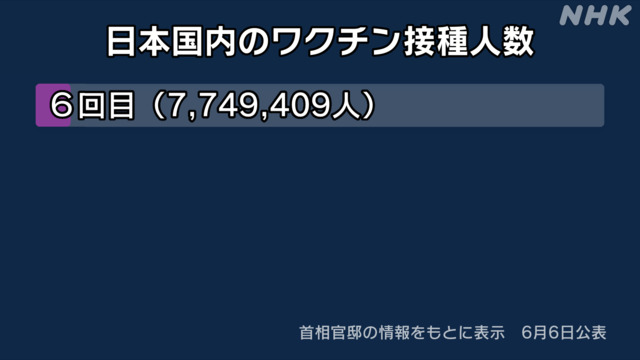 NHK
日本国内のワクチン接種人数
6回目（7,749,409人）
首相官邸の情報をもとに表示　6月6日公表